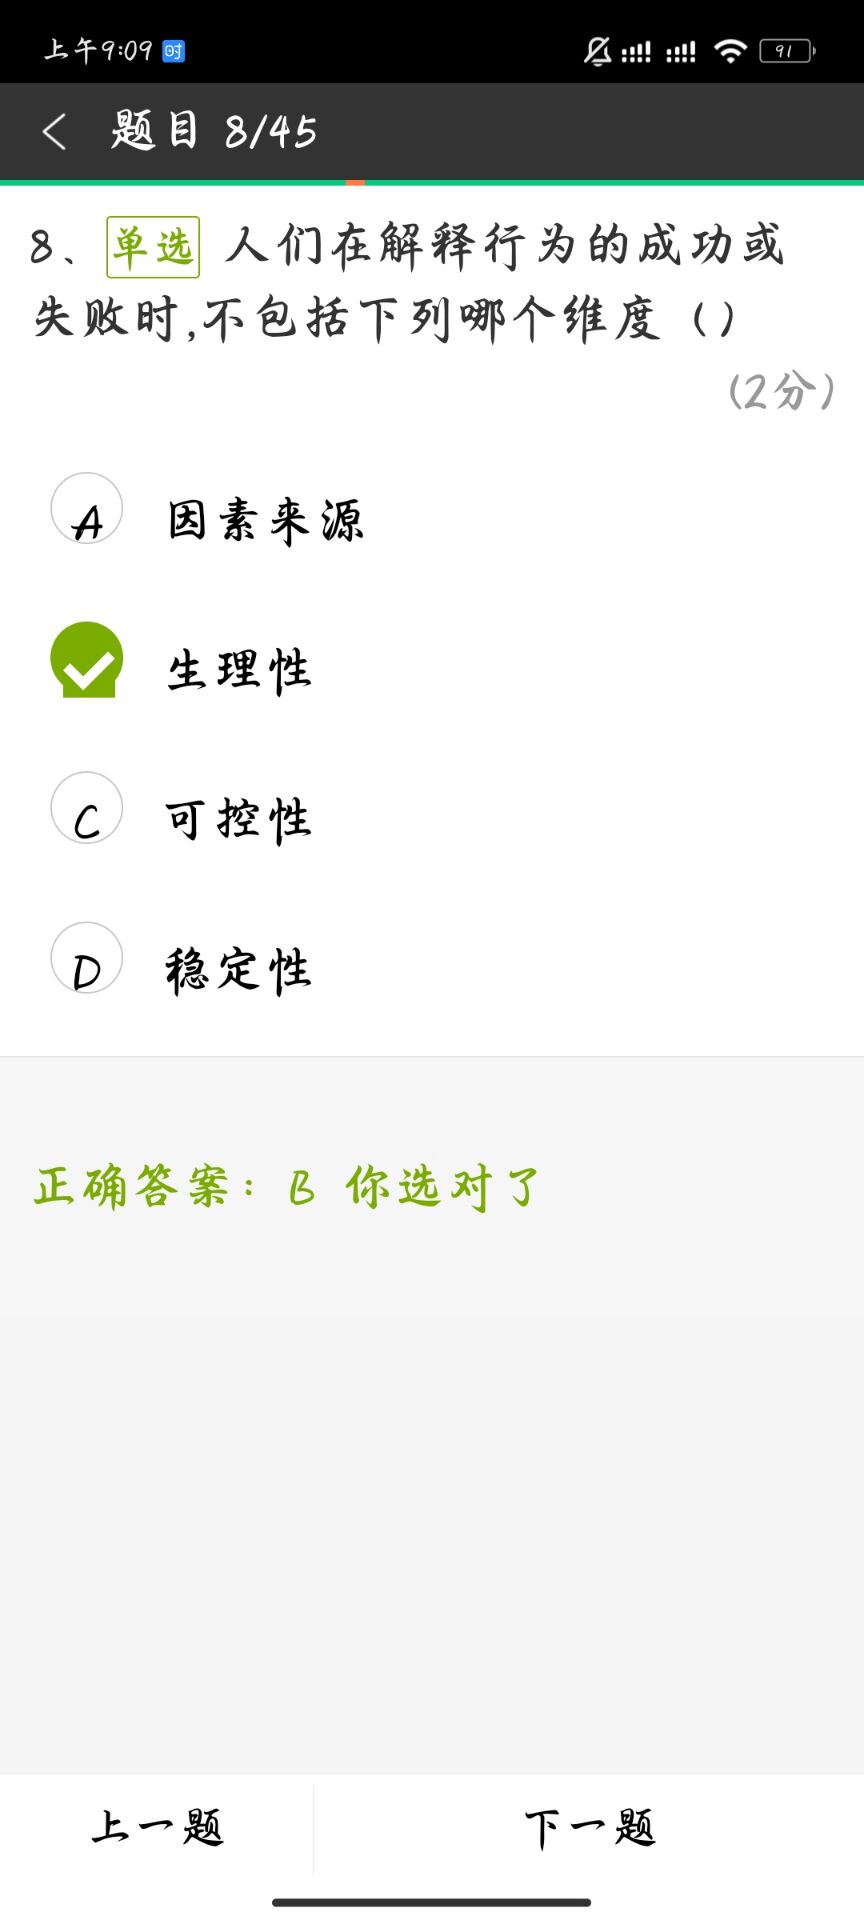 上午9:09 时 91
题目 8/45
8、单选 人们在解释行为的成功或
失败时,不包括下列哪个维度（）
(2分)
A 因素来源
生理性
C 可控性
D 稳定性
正确答案：B 你选对了
上一题 下一题